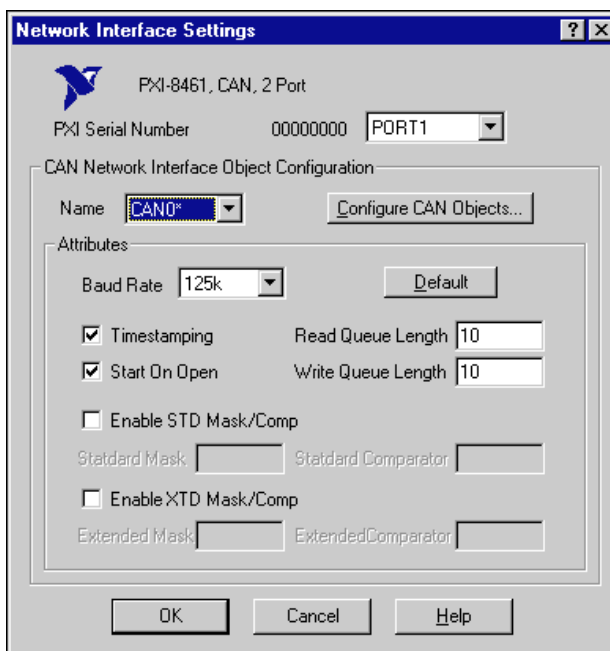 Network Interface Settings
PXI-8461, CAN, 2 Port
PXI Serial Number 00000000 PORT1
CAN Network Interface Object Configuration
Name CAN0* Configure CAN Objects...
Attributes
Baud Rate 125k Default
Timestamping Read Queue Length 10
Start On Open Write Queue Length 10
Enable STD Mask/Comp
Statdard Mask Statdard Comparator
Enable XTD Mask/Comp
Extended Mask ExtendedComparator
OK Cancel Help